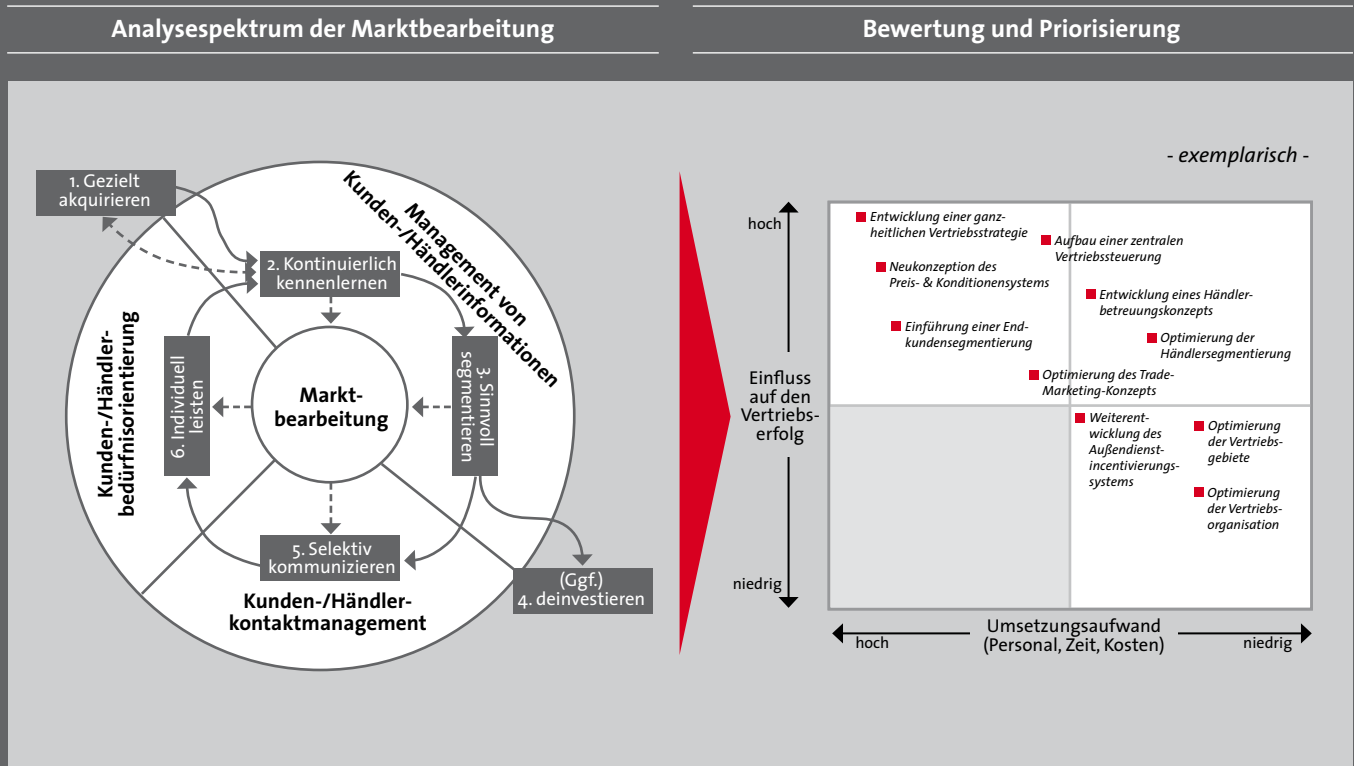 Analysespektrum der Marktbearbeitung
1. Gezielt
akquirieren
2. Kontinuierlich
kennenlernen
Management von
Kunden-/Händlerinformationen
3. Sinnvoll
segmentieren
Markt-
bearbeitung
6. Individuell
leisten
Kunden-/Händler-
bedürfnisorientierung
5. Selektiv
kommunizieren
(Ggf.)
4. deinvestieren
Kunden-/Händler-
kontaktmanagement
Bewertung und Priorisierung
- exemplarisch -
hoch
Einfluss
auf den
Vertriebs-
erfolg
niedrig
Entwicklung einer ganz-
heitlichen Vertriebsstrategie
Aufbau einer zentralen
Vertriebssteuerung
Neukonzeption des
Preis- & Konditionensystems
Entwicklung eines Händler-
betreuungskonzepts
Einführung einer End-
kundensegmentierung
Optimierung der
Händlersegmentierung
Optimierung des Trade-
Marketing-Konzepts
Weiterent-
wicklung des
Außendienst-
incentivierungs-
systems
Optimierung
der Vertriebs-
gebiete
Optimierung
der Vertriebs-
organisation
hoch
Umsetzungsaufwand
(Personal, Zeit, Kosten)
niedrig